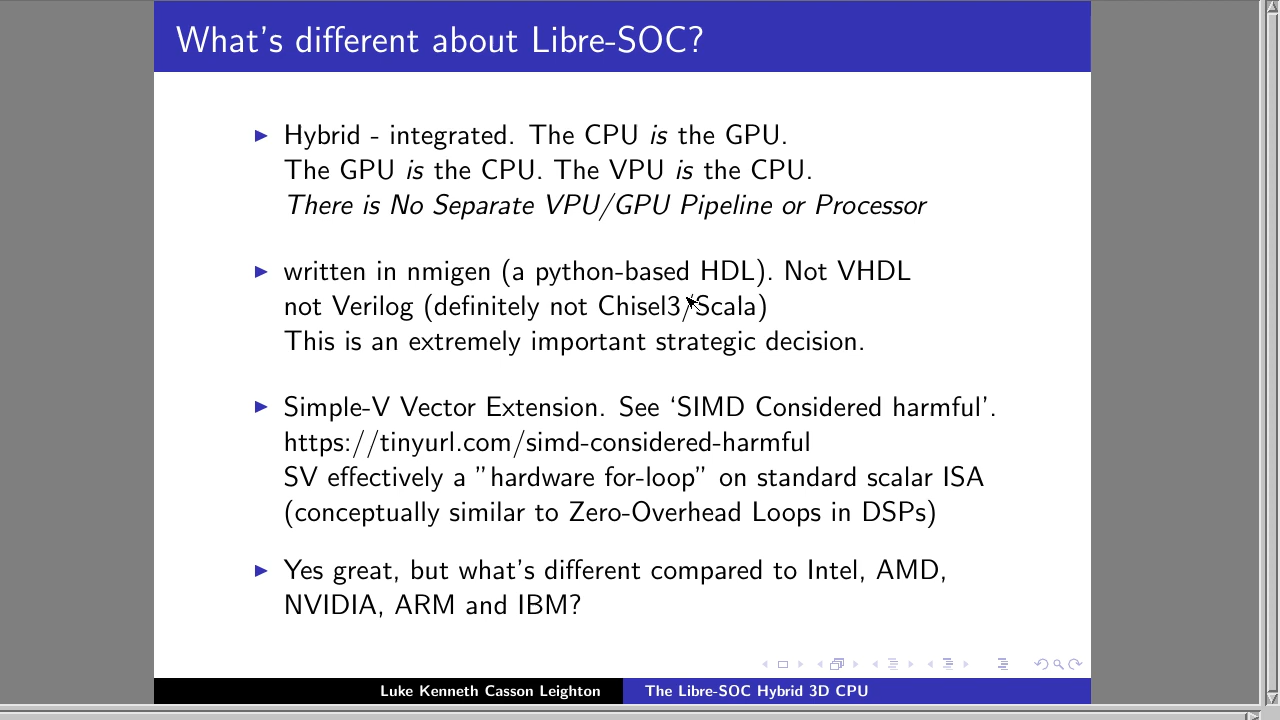 What's different about Libre-SOC?
Hybrid - integrated. The CPU is the GPU.
The GPU is the CPU. The VPU is the CPU.
There is No Separate VPU/GPU Pipeline or Processor
written in nmigen (a python-based HDL). Not VHDL
not Verilog (definitely not Chisel3/Scala)
This is an extremely important strategic decision.
Simple-V Vector Extension. See ‘SIMD Considered harmful’.
https://tinyurl.com/simd-considered-harmful
SV effectively a ”hardware for-loop” on standard scalar ISA
(conceptually similar to Zero-Overhead Loops in DSPs)
Yes great, but what's different compared to Intel, AMD,
NVIDIA, ARM and IBM?
Luke Kenneth Casson Leighton
The Libre-SOC Hybrid 3D CPU